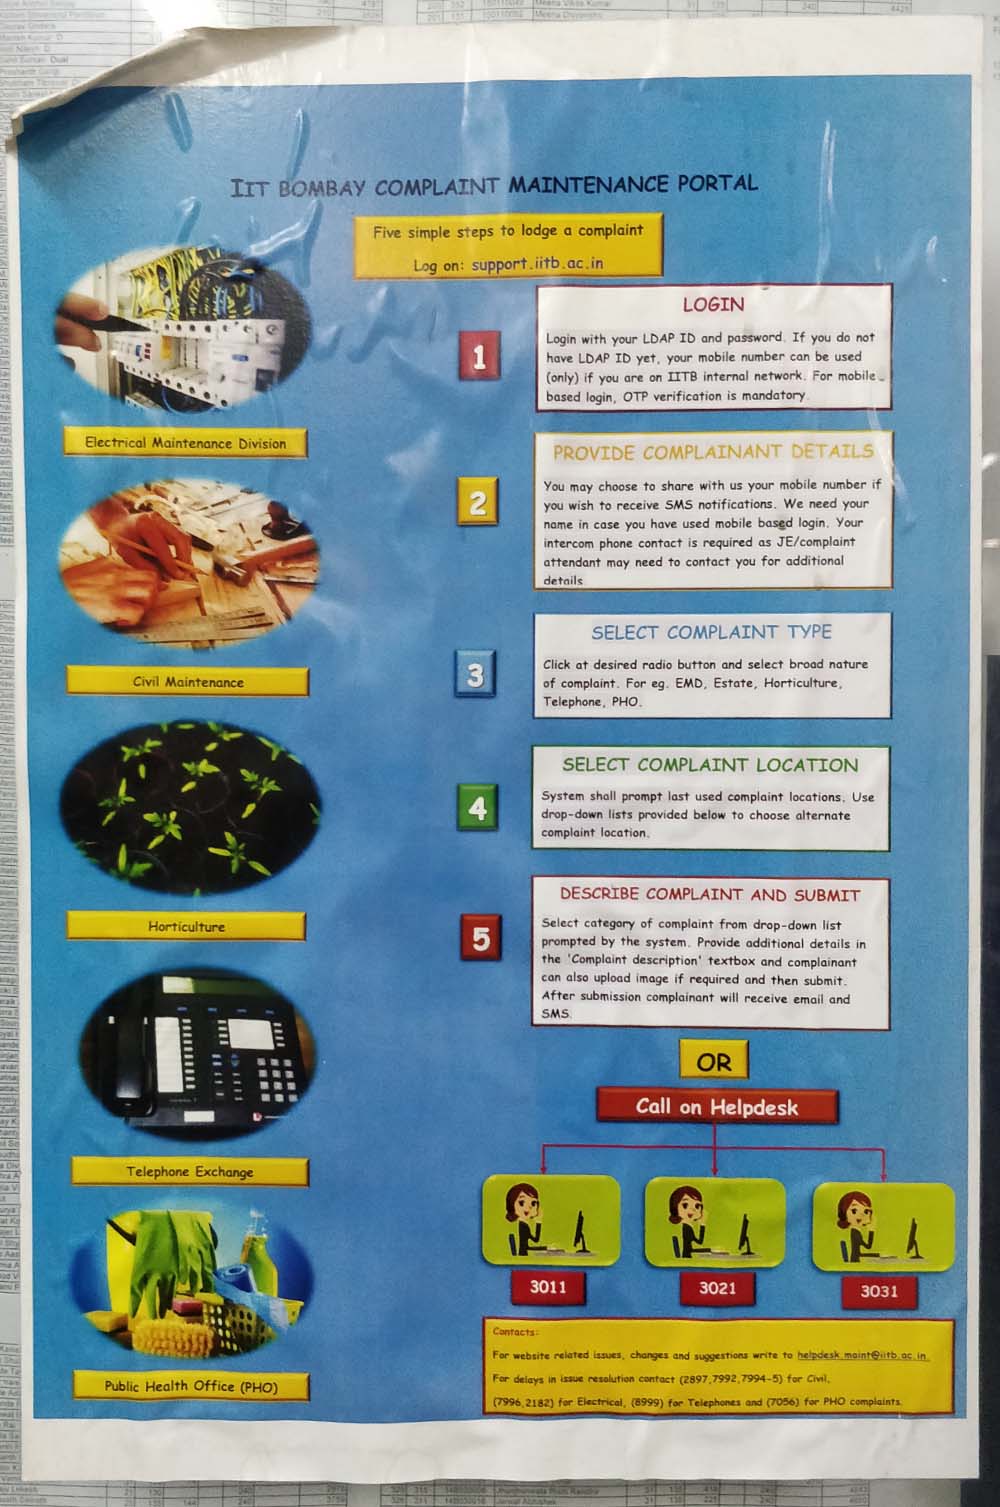 IIT BOMBAY COMPLAINT MAINTENANCE PORTAL
Five simple steps to lodge a complaint
Log on: support.iitb.ac.in
Electrical Maintenance Division
Civil Maintenance
Horticulture
Telephone Exchange
Public Health Office (PHO)
1
LOGIN
Login with your LDAP ID and password. If you do not
have LDAP ID yet, your mobile number can be used
(only) if you are on IITB internal network. For mobile
based login, OTP verification is mandatory.
2
PROVIDE COMPLAINANT DETAILS
You may choose to share with us your mobile number if
you wish to receive SMS notifications. We need your
name in case you have used mobile based login. Your
intercom phone contact is required as JE/complaint
attendant may need to contact you for additional
details.
3
SELECT COMPLAINT TYPE
Click at desired radio button and select broad nature
of complaint. For eg. EMD, Estate, Horticulture,
Telephone, PHO.
4
SELECT COMPLAINT LOCATION
System shall prompt last used complaint locations. Use
drop-down lists provided below to choose alternate
complaint location.
5
DESCRIBE COMPLAINT AND SUBMIT
Select category of complaint from drop-down list
prompted by the system. Provide additional details in
the 'Complaint description' textbox and complainant
can also upload image if required and then submit.
After submission complainant will receive email and
SMS.
OR
Call on Helpdesk
3011
3021
3031
Contacts:
For website related issues, changes and suggestions write to helpdesk.maint@iitb.ac.in.
For delays in issue resolution contact (2897,7992,7994-5) for Civil,
(7996,2182) for Electrical, (8999) for Telephones and (7056) for PHO complaints.